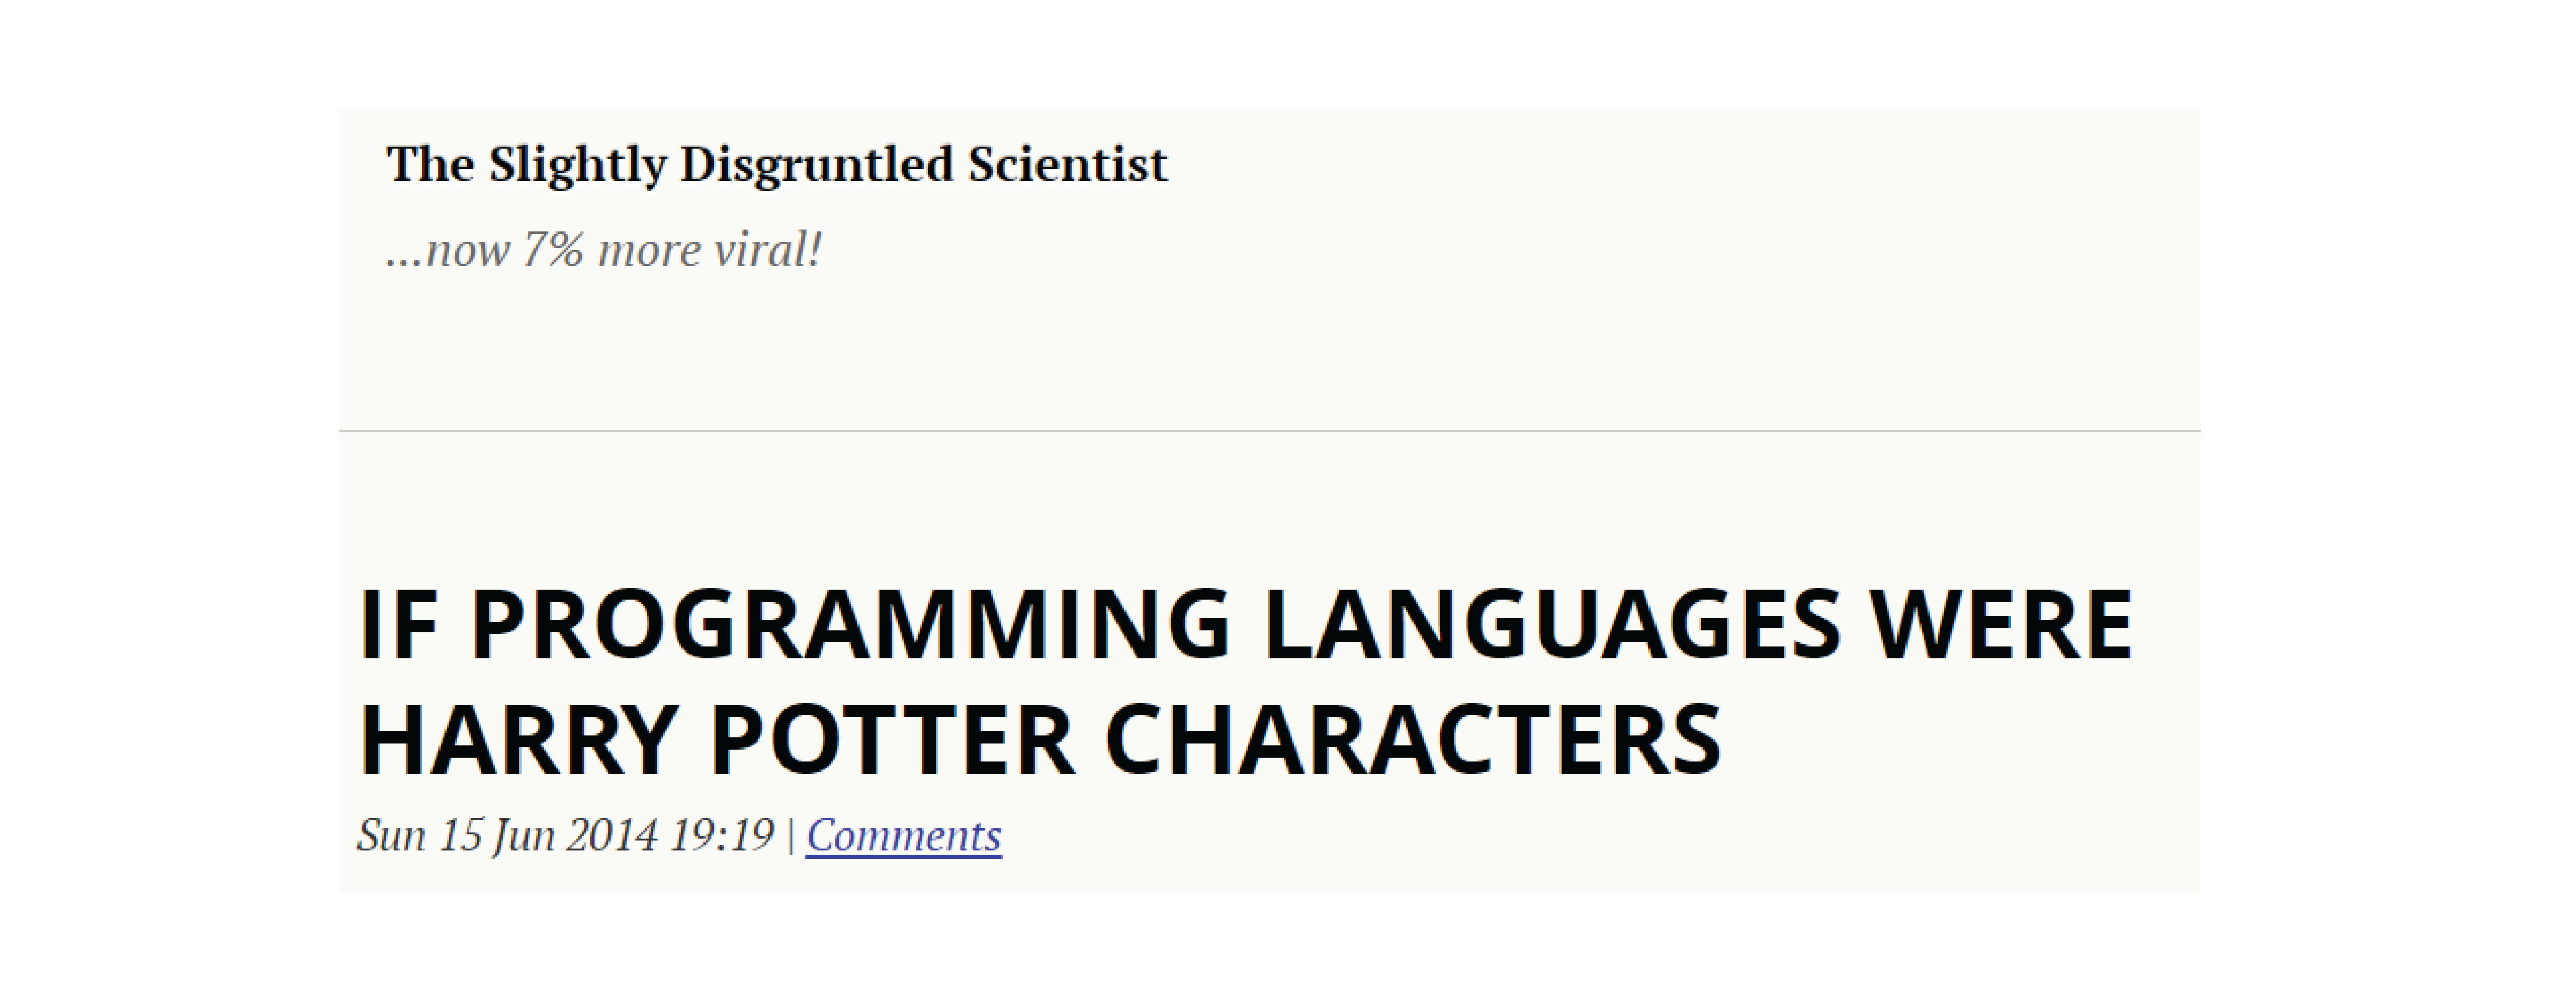 The Slightly Disgruntled Scientist
...now 7% more viral!
IF PROGRAMMING LANGUAGES WERE
HARRY POTTER CHARACTERS
Sun 15 Jun 2014 19:19 | Comments